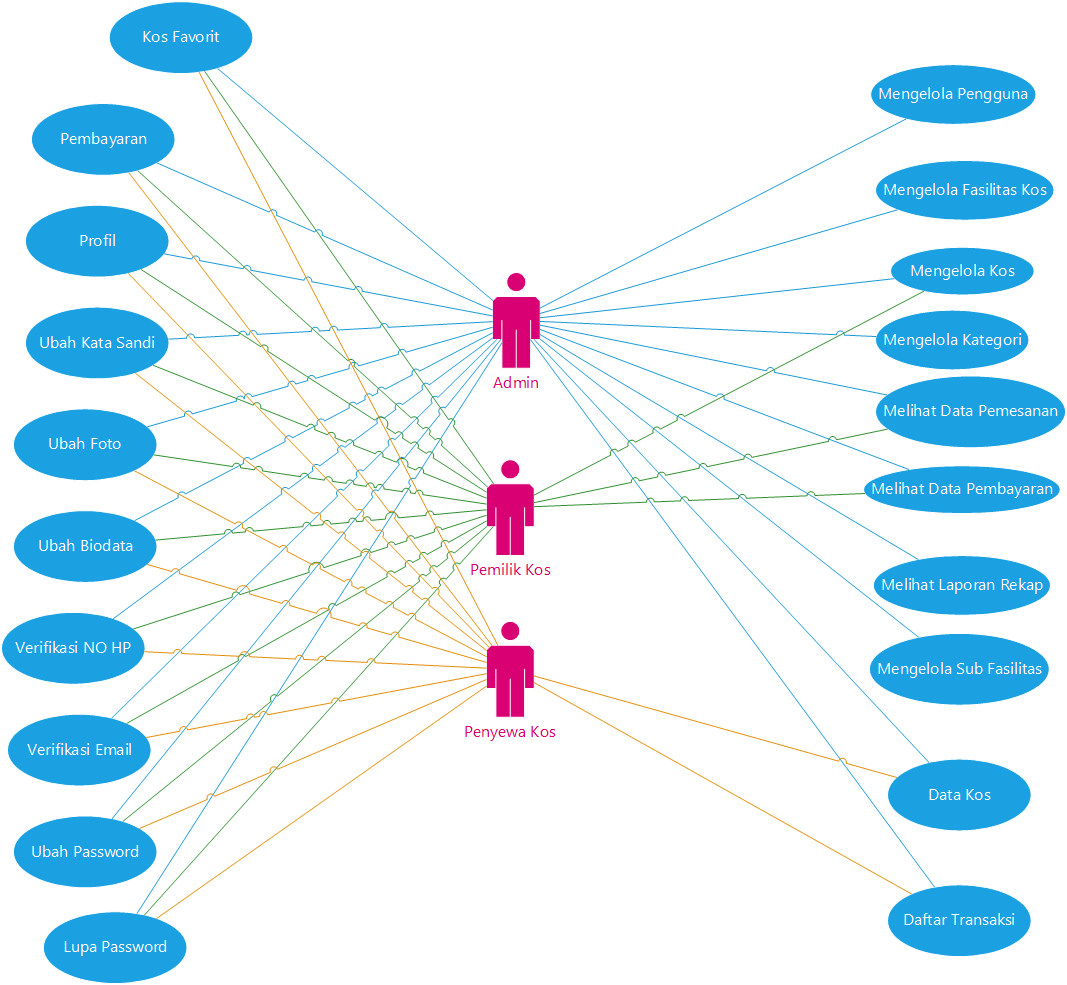 Kos Favorit
Pembayaran
Profil
Ubah Kata Sandi
Ubah Foto
Ubah Biodata
Verifikasi NO HP
Verifikasi Email
Ubah Password
Lupa Password
Admin
Pemilik Kos
Penyewa Kos
Mengelola Pengguna
Mengelola Fasilitas Kos
Mengelola Kos
Mengelola Kategori
Melihat Data Pemesanan
Melihat Data Pembayaran
Melihat Laporan Rekap
Mengelola Sub Fasilitas
Data Kos
Daftar Transaksi